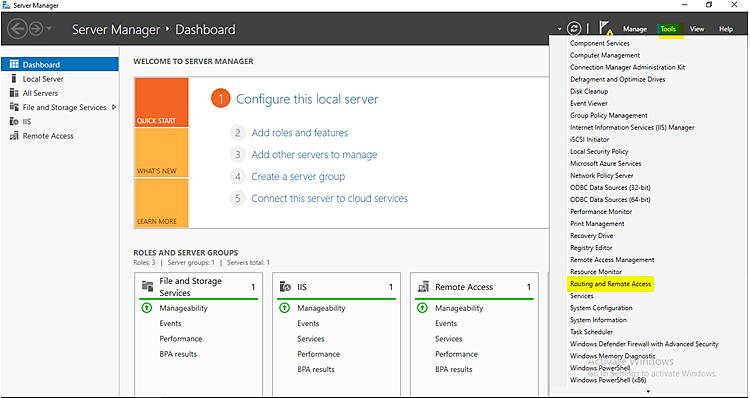 Server Manager
Server Manager ‣ Dashboard
Manage Tools View Help
Dashboard
Local Server
All Servers
File and Storage Services
IIS
Remote Access
WELCOME TO SERVER MANAGER
QUICK START
WHAT'S NEW
LEARN MORE
1 Configure this local server
2 Add roles and features
3 Add other servers to manage
4 Create a server group
5 Connect this server to cloud services
ROLES AND SERVER GROUPS
Roles: 3 | Server groups: 1 | Servers total: 1
File and Storage 1
Services
Manageability
Events
Performance
BPA results
IIS 1
Manageability
Events
Services
Performance
BPA results
Remote Access 1
Manageability
Events
Services
Performance
BPA results
Component Services
Computer Management
Connection Manager Administration Kit
Defragment and Optimize Drives
Disk Cleanup
Event Viewer
Group Policy Management
Internet Information Services (IIS) Manager
iSCSI Initiator
Local Security Policy
Microsoft Azure Services
Network Policy Server
ODBC Data Sources (32-bit)
ODBC Data Sources (64-bit)
Performance Monitor
Print Management
Recovery Drive
Registry Editor
Remote Access Management
Resource Monitor
Routing and Remote Access
Services
System Configuration
System Information
Task Scheduler
Windows Defender Firewall with Advanced Security
Windows Memory Diagnostic
Windows PowerShell
Windows PowerShell (x86)
Activate Windows
Go to Settings to activate Windows.